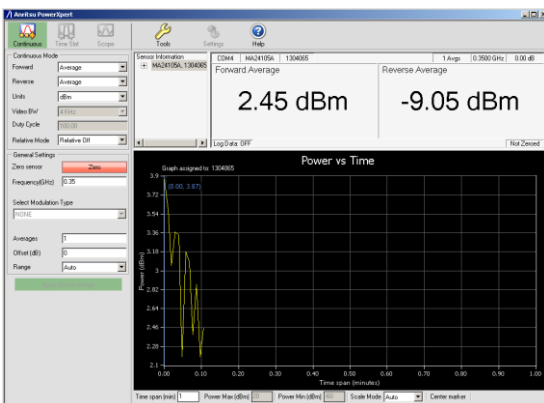 Anritsu PowerXpert
Continuous Time Slot Scope Tools Settings Help
Continuous Mode
Forward Average
Reverse Average
Units dBm
Video BW 4 KHz
Duty Cycle 100.00
Relative Mode Relative Off
General Settings
Zero sensor Zero
Frequency(GHz) 0.35
Select Modulation Type
NONE
Averages 1
Offset (dB) 0
Range Auto
Sensor Information
MA24105A, 1304065
COM4 MA24105A 1304065 1 Avgs 0.3500 GHz 0.00 dB
Forward Average Reverse Average
2.45 dBm -9.05 dBm
Log Data: OFF Not Zeroed
Power vs Time
Graph assigned to: 1304065
(0.00, 3.87)
Power (dBm)
3.9
3.72
3.54
3.36
3.18
3
2.82
2.64
2.46
2.28
2.1
0.00 0.10 0.20 0.30 0.40 0.50 0.60 0.70 0.80 0.90 1.00
Time span (minutes)
Time span (min) 1 Power Max (dBm) 20 Power Min (dBm) Scale Mode Auto Center marker